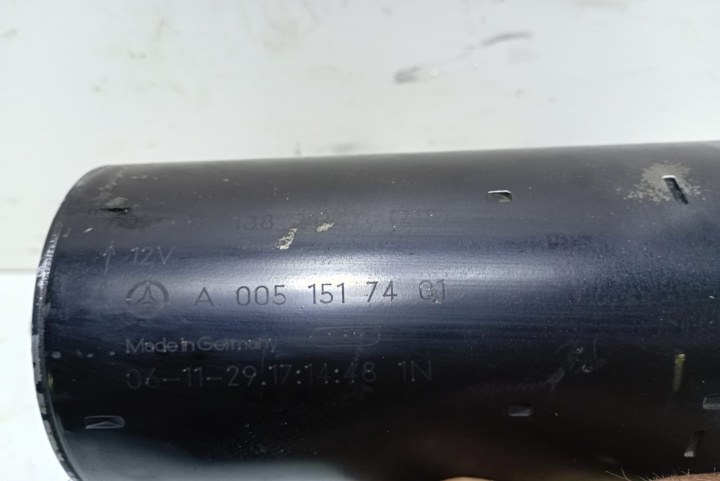 12V
A 005 151 74 01
Made in Germany
06-11-29.17:14:48 1N